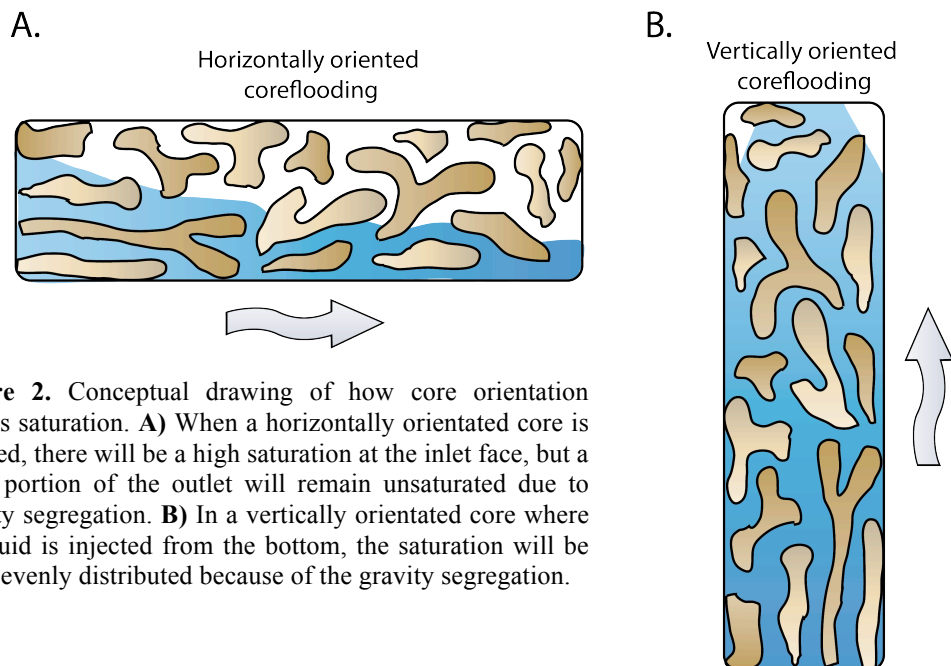 A.
Horizontally oriented
coreflooding
B.
Vertically oriented
coreflooding
re 2. Conceptual drawing of how core orientation
s saturation. A) When a horizontally orientated core is
ed, there will be a high saturation at the inlet face, but a
portion of the outlet will remain unsaturated due to
ty segregation. B) In a vertically orientated core where
uid is injected from the bottom, the saturation will be
evenly distributed because of the gravity segregation.